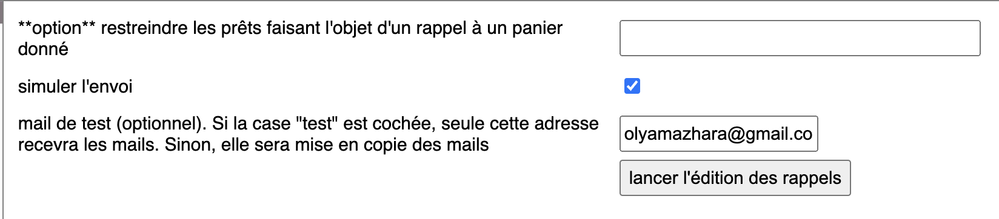 **option** restreindre les prêts faisant l'objet d'un rappel à un panier
donné
simuler l'envoi
mail de test (optionnel). Si la case "test" est cochée, seule cette adresse
recevra les mails. Sinon, elle sera mise en copie des mails
olyamazhara@gmail.co
lancer l'édition des rappels